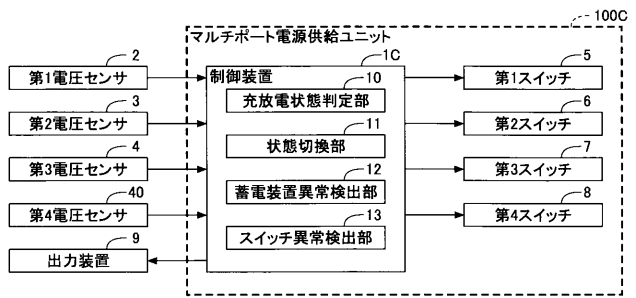 100C
マルチポート電源供給ユニット
2
第1電圧センサ
3
第2電圧センサ
4
第3電圧センサ
40
第4電圧センサ
9
出力装置
1C
制御装置
10
充放電状態判定部
11
状態切換部
12
蓄電装置異常検出部
13
スイッチ異常検出部
5
第1スイッチ
6
第2スイッチ
7
第3スイッチ
8
第4スイッチ